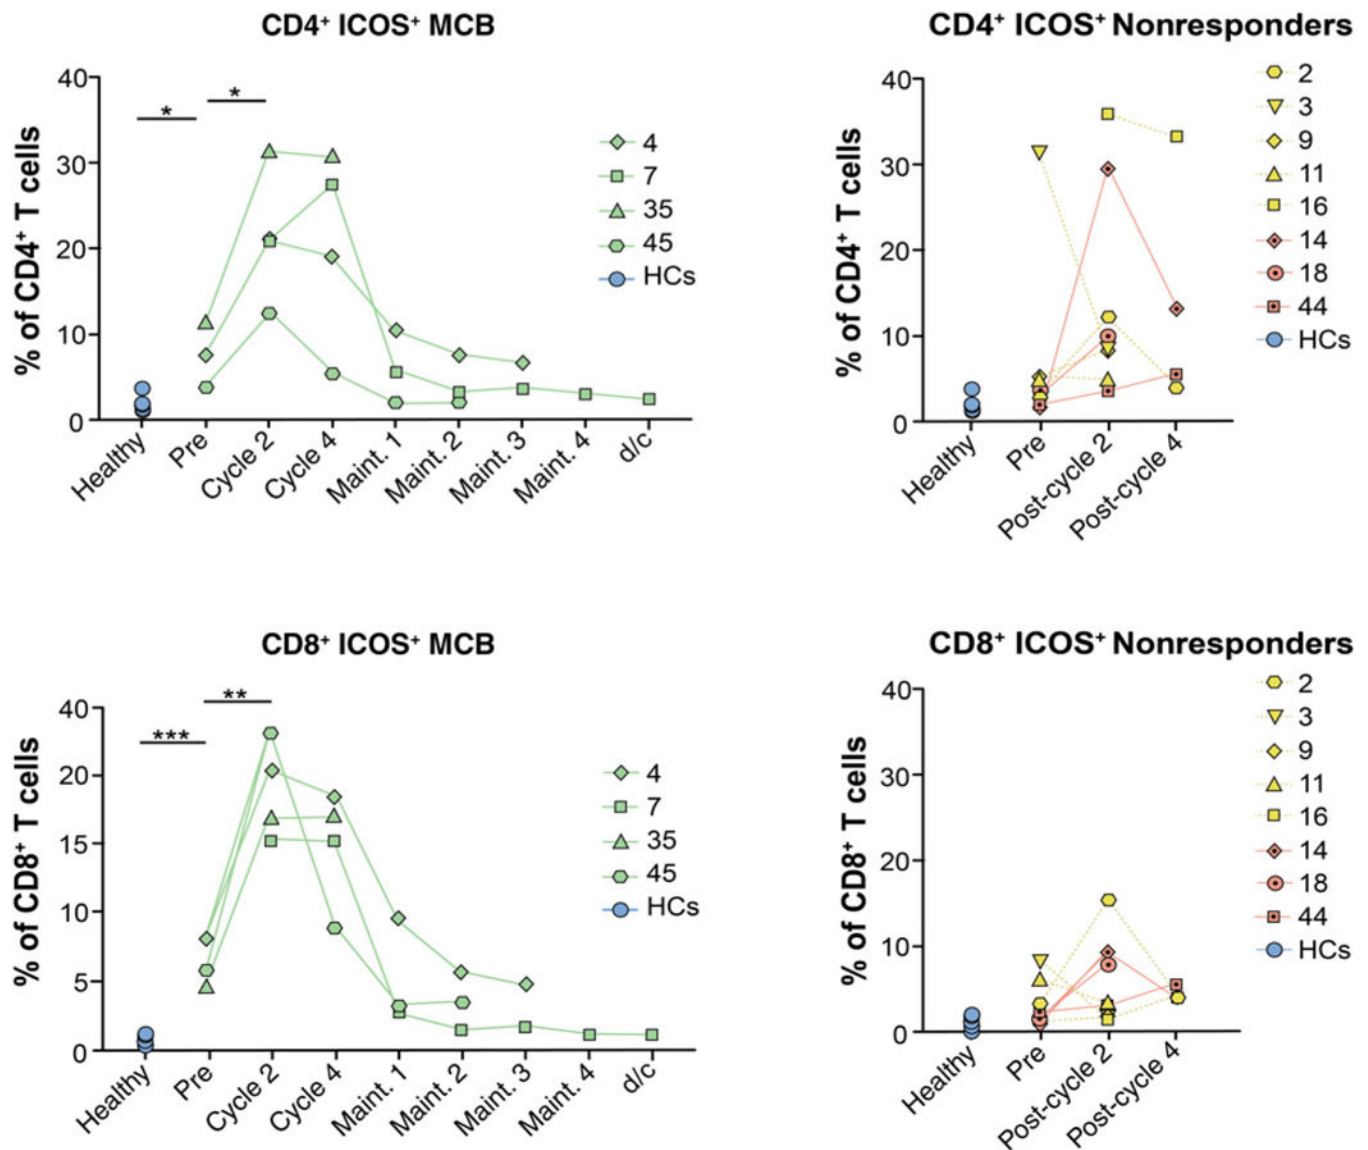 CD4⁺ ICOS⁺ MCB
% of CD4⁺ T cells
40
30
20
10
0
*
*
Healthy
Pre
Cycle 2
Cycle 4
Maint. 1
Maint. 2
Maint. 3
Maint. 4
d/c
4
7
35
45
HCs
CD4⁺ ICOS⁺ Nonresponders
% of CD4⁺ T cells
40
30
20
10
0
Healthy
Pre
Post-cycle 2
Post-cycle 4
2
3
9
11
16
14
18
44
HCs
CD8⁺ ICOS⁺ MCB
% of CD8⁺ T cells
40
20
15
10
5
0
***
**
Healthy
Pre
Cycle 2
Cycle 4
Maint. 1
Maint. 2
Maint. 3
Maint. 4
d/c
4
7
35
45
HCs
CD8⁺ ICOS⁺ Nonresponders
% of CD8⁺ T cells
40
30
20
10
0
Healthy
Pre
Post-cycle 2
Post-cycle 4
2
3
9
11
16
14
18
44
HCs